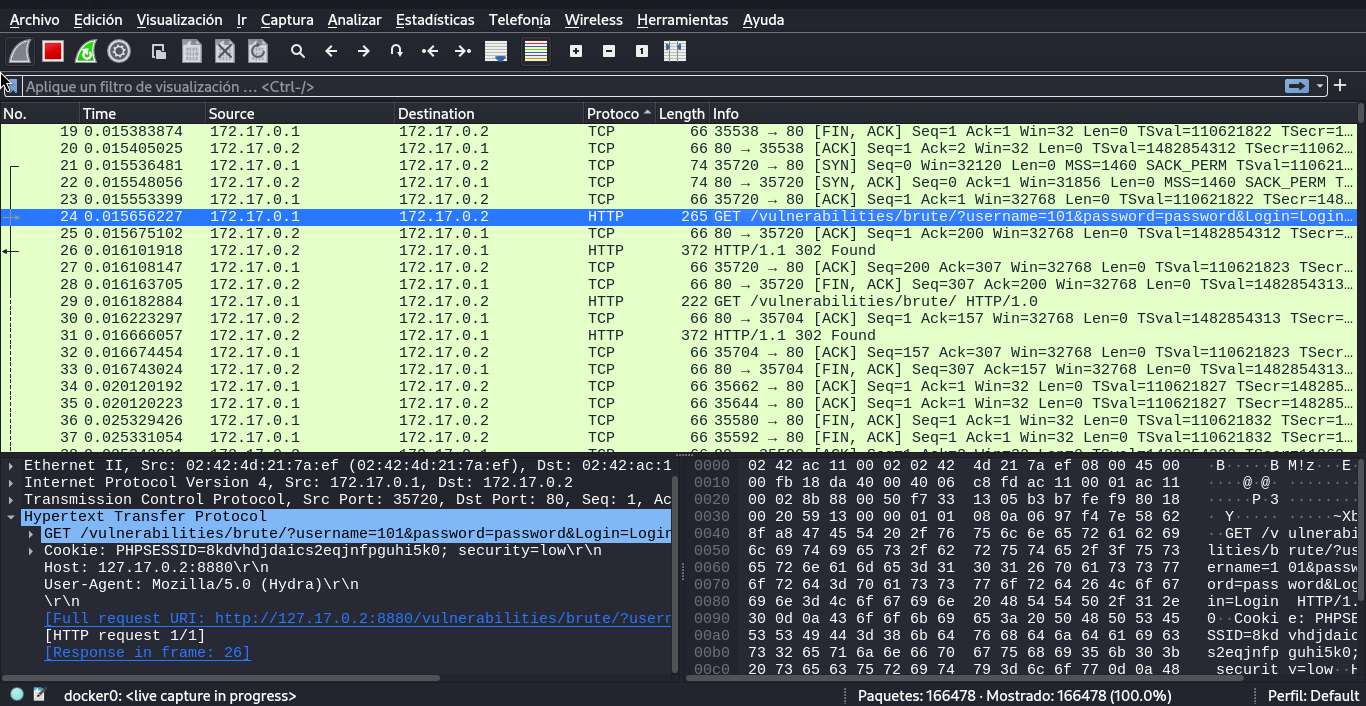 Archivo Edición Visualización Ir Captura Analizar Estadísticas Telefonía Wireless Herramientas Ayuda
Aplique un filtro de visualización … <Ctrl-/>
No. Time Source Destination Protoco Length Info
19 0.015383874 172.17.0.1 172.17.0.2 TCP 66 35538 → 80 [FIN, ACK] Seq=1 Ack=1 Win=32 Len=0 TSval=110621822 TSecr=1…
20 0.015405025 172.17.0.2 172.17.0.1 TCP 66 80 → 35538 [ACK] Seq=1 Ack=2 Win=32 Len=0 TSval=1482854312 TSecr=11062…
21 0.015536481 172.17.0.1 172.17.0.2 TCP 74 35720 → 80 [SYN] Seq=0 Win=32120 Len=0 MSS=1460 SACK_PERM TSval=110621…
22 0.015548056 172.17.0.2 172.17.0.1 TCP 74 80 → 35720 [SYN, ACK] Seq=0 Ack=1 Win=31856 Len=0 MSS=1460 SACK_PERM T…
23 0.015553399 172.17.0.1 172.17.0.2 TCP 66 35720 → 80 [ACK] Seq=1 Ack=1 Win=32768 Len=0 TSval=110621822 TSecr=148…
24 0.015656227 172.17.0.1 172.17.0.2 HTTP 265 GET /vulnerabilities/brute/?username=101&password=password&Login=Login…
25 0.015675102 172.17.0.2 172.17.0.1 TCP 66 80 → 35720 [ACK] Seq=1 Ack=200 Win=32768 Len=0 TSval=1482854312 TSecr=…
26 0.016101918 172.17.0.2 172.17.0.1 HTTP 372 HTTP/1.1 302 Found
27 0.016108147 172.17.0.1 172.17.0.2 TCP 66 35720 → 80 [ACK] Seq=200 Ack=307 Win=32768 Len=0 TSval=110621823 TSecr…
28 0.016163705 172.17.0.2 172.17.0.1 TCP 66 80 → 35720 [FIN, ACK] Seq=307 Ack=200 Win=32768 Len=0 TSval=1482854313…
29 0.016182884 172.17.0.1 172.17.0.2 HTTP 222 GET /vulnerabilities/brute/ HTTP/1.0
30 0.016223297 172.17.0.2 172.17.0.1 TCP 66 80 → 35704 [ACK] Seq=1 Ack=157 Win=32768 Len=0 TSval=1482854313 TSecr=…
31 0.016666057 172.17.0.2 172.17.0.1 HTTP 372 HTTP/1.1 302 Found
32 0.016674454 172.17.0.1 172.17.0.2 TCP 66 35704 → 80 [ACK] Seq=157 Ack=307 Win=32768 Len=0 TSval=110621823 TSecr…
33 0.016743024 172.17.0.2 172.17.0.1 TCP 66 80 → 35704 [FIN, ACK] Seq=307 Ack=157 Win=32768 Len=0 TSval=1482854313…
34 0.020120192 172.17.0.1 172.17.0.2 TCP 66 35662 → 80 [ACK] Seq=1 Ack=1 Win=32 Len=0 TSval=110621827 TSecr=148285…
35 0.020120223 172.17.0.1 172.17.0.2 TCP 66 35644 → 80 [ACK] Seq=1 Ack=1 Win=32 Len=0 TSval=110621827 TSecr=148285…
36 0.025329426 172.17.0.1 172.17.0.2 TCP 66 35580 → 80 [FIN, ACK] Seq=1 Ack=1 Win=32 Len=0 TSval=110621832 TSecr=1…
37 0.025331054 172.17.0.1 172.17.0.2 TCP 66 35592 → 80 [FIN, ACK] Seq=1 Ack=1 Win=32 Len=0 TSval=110621832 TSecr=1…
Ethernet II, Src: 02:42:4d:21:7a:ef (02:42:4d:21:7a:ef), Dst: 02:42:ac:1
Internet Protocol Version 4, Src: 172.17.0.1, Dst: 172.17.0.2
Transmission Control Protocol, Src Port: 35720, Dst Port: 80, Seq: 1, Ac
Hypertext Transfer Protocol
GET /vulnerabilities/brute/?username=101&password=password&Login=Login
Cookie: PHPSESSID=8kdvhdjdaics2eqjnfpguhi5k0; security=low\r\n
Host: 127.17.0.2:8880\r\n
User-Agent: Mozilla/5.0 (Hydra)\r\n
\r\n
[Full request URI: http://127.17.0.2:8880/vulnerabilities/brute/?usern
[HTTP request 1/1]
[Response in frame: 26]
0000 02 42 ac 11 00 02 02 42 4d 21 7a ef 08 00 45 00 ·B·····B M!z···E·
0010 00 fb 18 da 40 00 40 06 c8 fd ac 11 00 01 ac 11 ····@·@· ········
0020 00 02 8b 88 00 50 f7 33 13 05 b3 b7 fe f9 80 18 ·····P·3 ········
0030 00 20 59 13 00 00 01 01 08 0a 06 97 f4 7e 58 62 · Y····· ·····~Xb
0040 8f a8 47 45 54 20 2f 76 75 6c 6e 65 72 61 62 69 ··GET /v ulnerabi
0050 6c 69 74 69 65 73 2f 62 72 75 74 65 2f 3f 75 73 lities/b rute/?us
0060 65 72 6e 61 6d 65 3d 31 30 31 26 70 61 73 73 77 ername=1 01&passw
0070 6f 72 64 3d 70 61 73 73 77 6f 72 64 26 4c 6f 67 ord=pass word&Log
0080 69 6e 3d 4c 6f 67 69 6e 20 48 54 54 50 2f 31 2e in=Login HTTP/1.
0090 30 0d 0a 43 6f 6f 6b 69 65 3a 20 50 48 50 53 45 0··Cooki e: PHPSE
00a0 53 53 49 44 3d 38 6b 64 76 68 64 6a 64 61 69 63 SSID=8kd vhdjdaic
00b0 73 32 65 71 6a 6e 66 70 67 75 68 69 35 6b 30 3b s2eqjnfp guhi5k0;
00c0 20 73 65 63 75 72 69 74 79 3d 6c 6f 77 0d 0a 48 securit y=low··H
docker0: <live capture in progress> Paquetes: 166478 · Mostrado: 166478 (100.0%) Perfil: Default